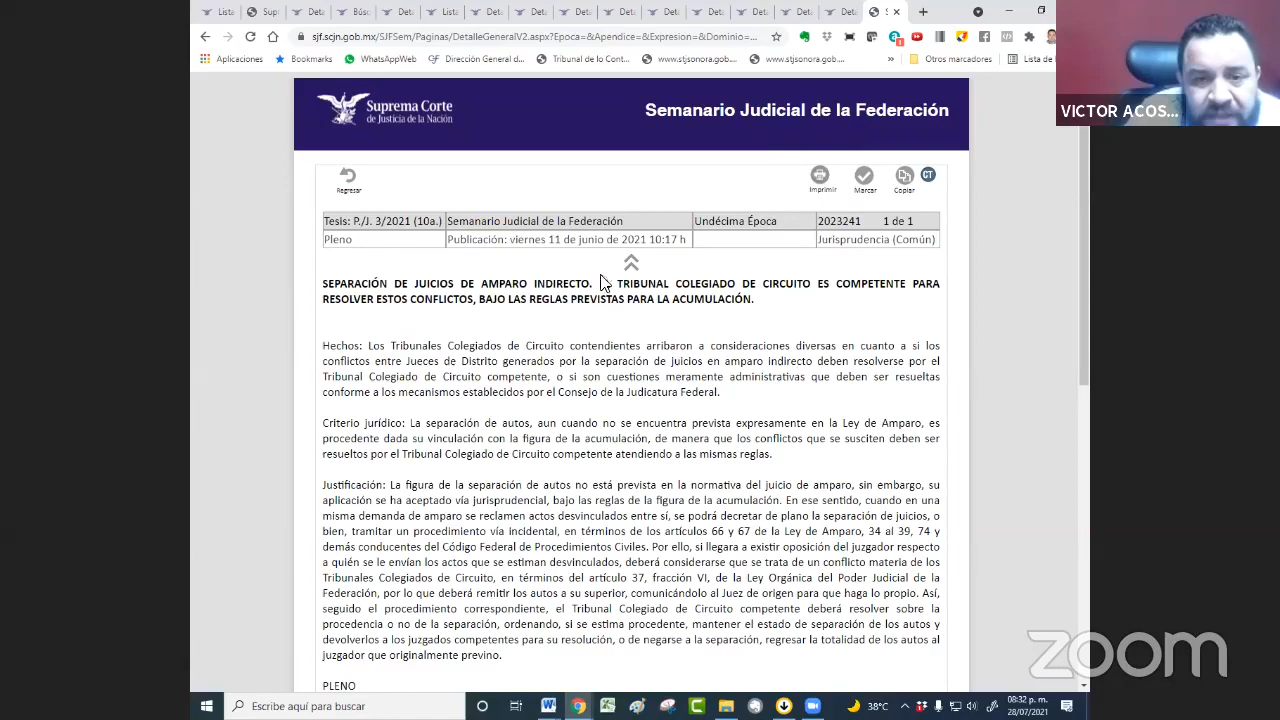 Lista
Supr
Deta
Deta
Búsq
Deta
Lista
Deta
Deta
Deta
Deta
Deta
Deta
Deta
Deta
S
sjf.scjn.gob.mx/SJFSem/Paginas/DetalleGeneralV2.aspx?Epoca=&Apendice=&Expresion=&Dominio=...
Aplicaciones Bookmarks WhatsAppWeb Dirección General d... Tribunal de lo Cont... www.stjsonora.gob... www.stjsonora.gob.... » Otros marcadores Lista de
VICTOR ACOS...
Suprema Corte
de Justicia de la Nación
Semanario Judicial de la Federación
Regresar Imprimir Marcar Copiar CT
Tesis: P./J. 3/2021 (10a.) Semanario Judicial de la Federación Undécima Época 2023241 1 de 1
Pleno Publicación: viernes 11 de junio de 2021 10:17 h Jurisprudencia (Común)
SEPARACIÓN DE JUICIOS DE AMPARO INDIRECTO. TRIBUNAL COLEGIADO DE CIRCUITO ES COMPETENTE PARA
RESOLVER ESTOS CONFLICTOS, BAJO LAS REGLAS PREVISTAS PARA LA ACUMULACIÓN.
Hechos: Los Tribunales Colegiados de Circuito contendientes arribaron a consideraciones diversas en cuanto a si los
conflictos entre Jueces de Distrito generados por la separación de juicios en amparo indirecto deben resolverse por el
Tribunal Colegiado de Circuito competente, o si son cuestiones meramente administrativas que deben ser resueltas
conforme a los mecanismos establecidos por el Consejo de la Judicatura Federal.
Criterio jurídico: La separación de autos, aun cuando no se encuentra prevista expresamente en la Ley de Amparo, es
procedente dada su vinculación con la figura de la acumulación, de manera que los conflictos que se susciten deben ser
resueltos por el Tribunal Colegiado de Circuito competente atendiendo a las mismas reglas.
Justificación: La figura de la separación de autos no está prevista en la normativa del juicio de amparo, sin embargo, su
aplicación se ha aceptado vía jurisprudencial, bajo las reglas de la figura de la acumulación. En ese sentido, cuando en una
misma demanda de amparo se reclamen actos desvinculados entre sí, se podrá decretar de plano la separación de juicios, o
bien, tramitar un procedimiento vía incidental, en términos de los artículos 66 y 67 de la Ley de Amparo, 34 al 39, 74 y
demás conducentes del Código Federal de Procedimientos Civiles. Por ello, si llegara a existir oposición del juzgador respecto
a quién se le envían los actos que se estiman desvinculados, deberá considerarse que se trata de un conflicto materia de los
Tribunales Colegiados de Circuito, en términos del artículo 37, fracción VI, de la Ley Orgánica del Poder Judicial de la
Federación, por lo que deberá remitir los autos a su superior, comunicándolo al Juez de origen para que haga lo propio. Así,
seguido el procedimiento correspondiente, el Tribunal Colegiado de Circuito competente deberá resolver sobre la
procedencia o no de la separación, ordenando, si se estima procedente, mantener el estado de separación de los autos y
devolverlos a los juzgados competentes para su resolución, o de negarse a la separación, regresar la totalidad de los autos al
juzgador que originalmente previno.
PLENO
zoom
Escribe aquí para buscar
38°C
08:32 p. m.
28/07/2021